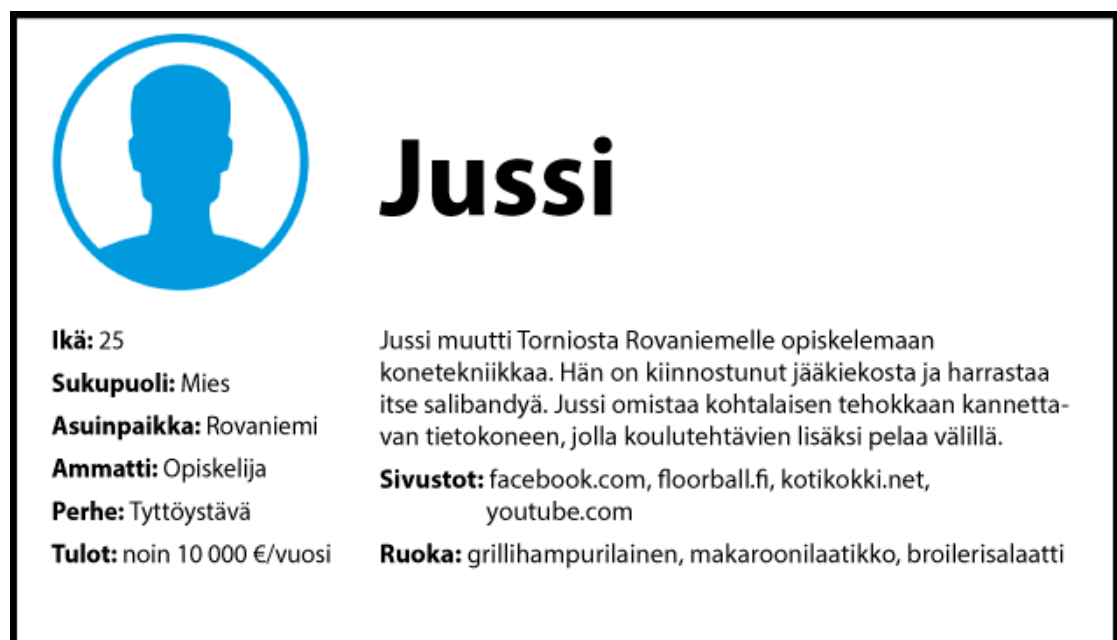 Jussi
Ikä: 25
Sukupuoli: Mies
Asuinpaikka: Rovaniemi
Ammatti: Opiskelija
Perhe: Tyttöystävä
Tulot: noin 10 000 €/vuosi
Jussi muutti Torniosta Rovaniemelle opiskelemaan
konetekniikkaa. Hän on kiinnostunut jääkiekosta ja harrastaa
itse salibandyä. Jussi omistaa kohtalaisen tehokkaan kannetta-
van tietokoneen, jolla koulutehtävien lisäksi pelaa välillä.
Sivustot: facebook.com, floorball.fi, kotikokki.net,
youtube.com
Ruoka: grillihampurilainen, makaroonilaatikko, broilerisalaatti